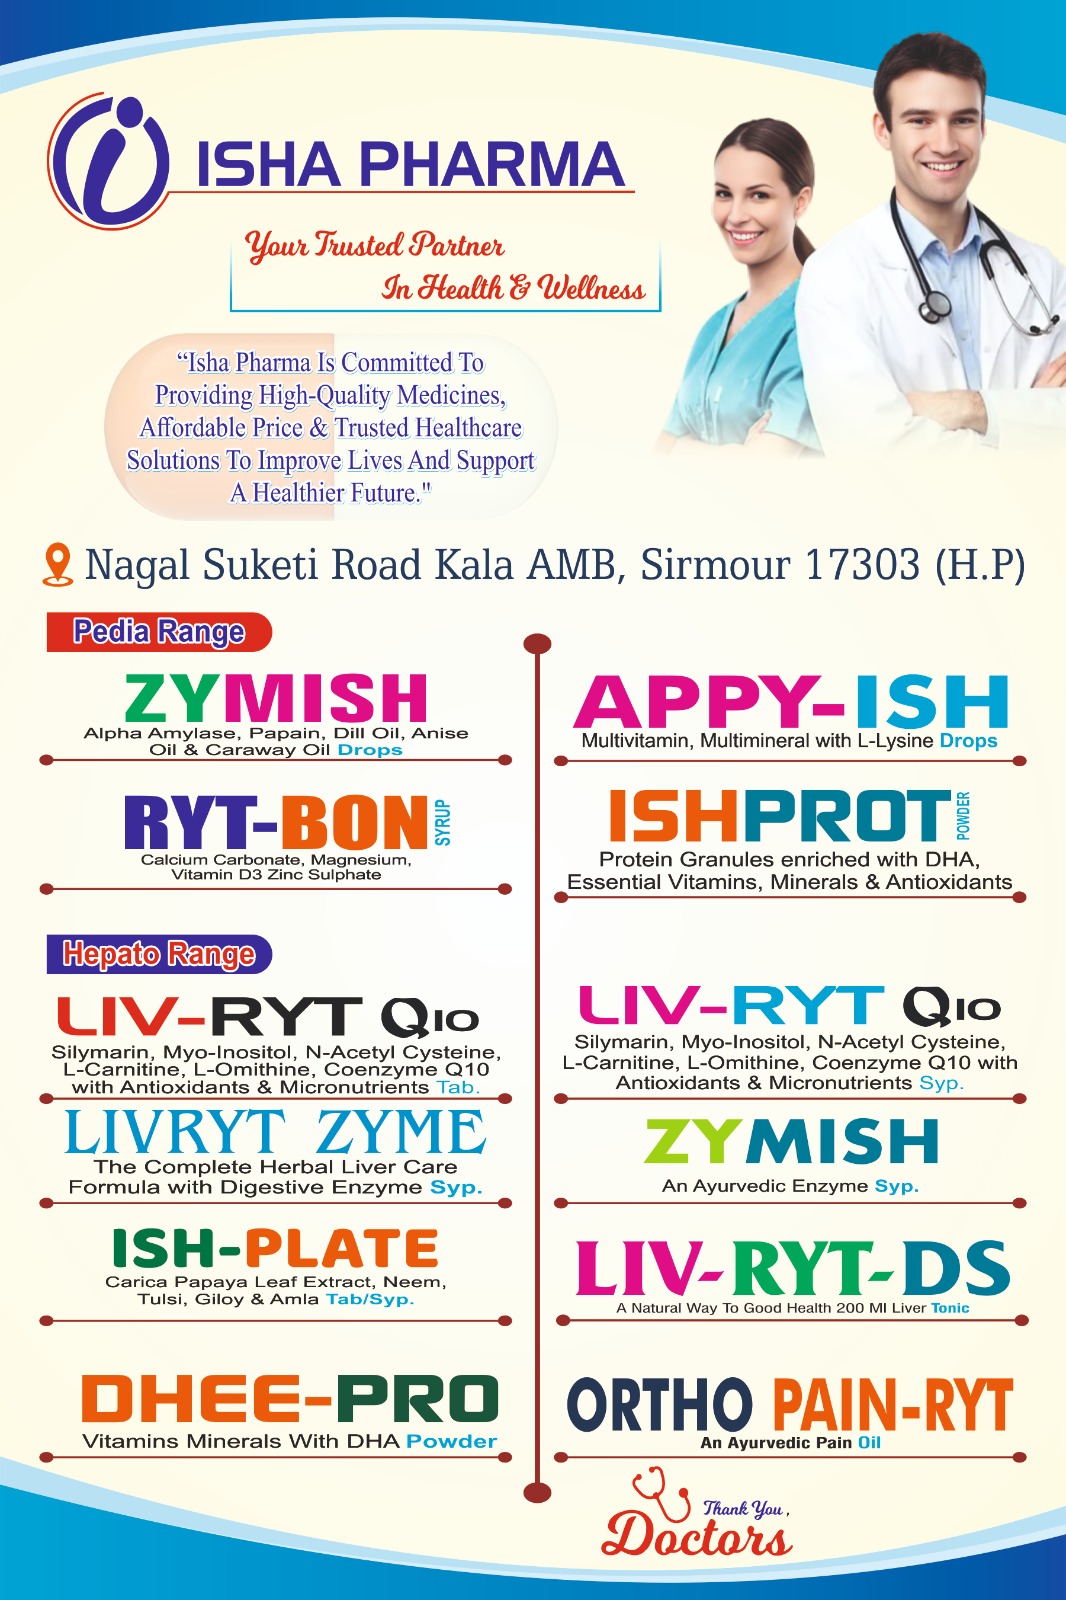 ISHA PHARMA
Your Trusted Partner
In Health & Wellness
“Isha Pharma Is Committed To
Providing High-Quality Medicines,
Affordable Price & Trusted Healthcare
Solutions To Improve Lives And Support
A Healthier Future."
Nagal Suketi Road Kala AMB, Sirmour 17303 (H.P)
Pedia Range
ZYMISH
Alpha Amylase, Papain, Dill Oil, Anise
Oil & Caraway Oil Drops
APPY-ISH
Multivitamin, Multimineral with L-Lysine Drops
RYT-BON SYRUP
Calcium Carbonate, Magnesium,
Vitamin D3 Zinc Sulphate
ISHPROT POWDER
Protein Granules enriched with DHA,
Essential Vitamins, Minerals & Antioxidants
Hepato Range
LIV-RYT Q10
Silymarin, Myo-Inositol, N-Acetyl Cysteine,
L-Carnitine, L-Omithine, Coenzyme Q10
with Antioxidants & Micronutrients Tab.
LIV-RYT Q10
Silymarin, Myo-Inositol, N-Acetyl Cysteine,
L-Carnitine, L-Omithine, Coenzyme Q10 with
Antioxidants & Micronutrients Syp.
LIVRYT ZYME
The Complete Herbal Liver Care
Formula with Digestive Enzyme Syp.
ZYMISH
An Ayurvedic Enzyme Syp.
ISH-PLATE
Carica Papaya Leaf Extract, Neem,
Tulsi, Giloy & Amla Tab/Syp.
LIV-RYT-DS
A Natural Way To Good Health 200 Ml Liver Tonic
DHEE-PRO
Vitamins Minerals With DHA Powder
ORTHO PAIN-RYT
An Ayurvedic Pain Oil
Thank You,
Doctors